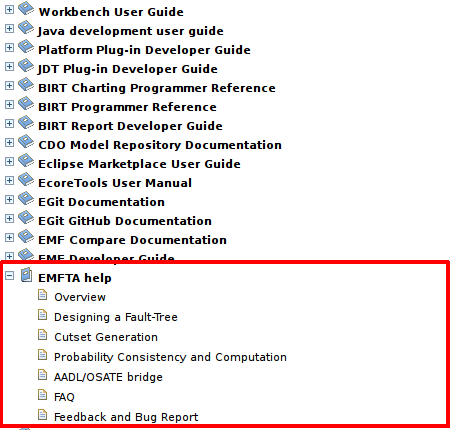 Workbench User Guide
Java development user guide
Platform Plug-in Developer Guide
JDT Plug-in Developer Guide
BIRT Charting Programmer Reference
BIRT Programmer Reference
BIRT Report Developer Guide
CDO Model Repository Documentation
Eclipse Marketplace User Guide
EcoreTools User Manual
EGit Documentation
EGit GitHub Documentation
EMF Compare Documentation
EMF Developer Guide
EMFTA help
Overview
Designing a Fault-Tree
Cutset Generation
Probability Consistency and Computation
AADL/OSATE bridge
FAQ
Feedback and Bug Report